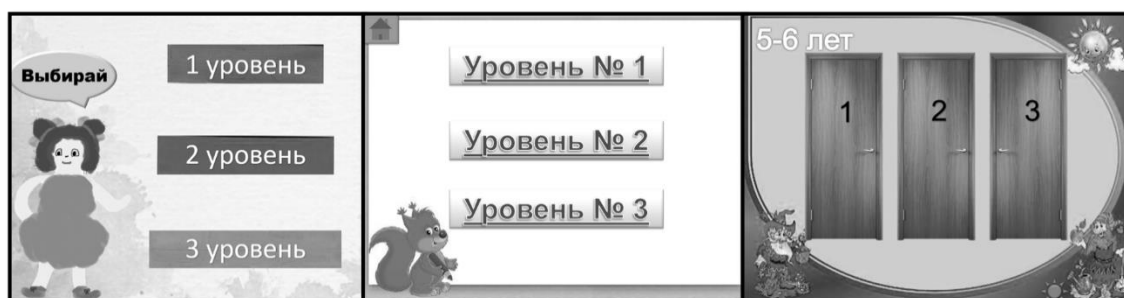 Выбирай
1 уровень
2 уровень
3 уровень
Уровень № 1
Уровень № 2
Уровень № 3
5-6 лет
1
2
3